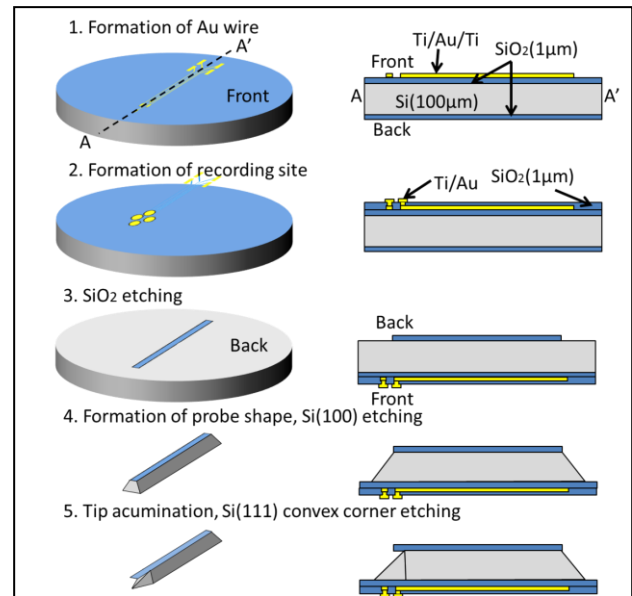 1. Formation of Au wire
A'
Front
A
Ti/Au/Ti
Front
SiO₂(1μm)
A
Si(100μm)
A'
Back
2. Formation of recording site
Ti/Au
SiO₂(1μm)
3. SiO₂ etching
Back
Back
Front
4. Formation of probe shape, Si(100) etching
5. Tip acumination, Si(111) convex corner etching